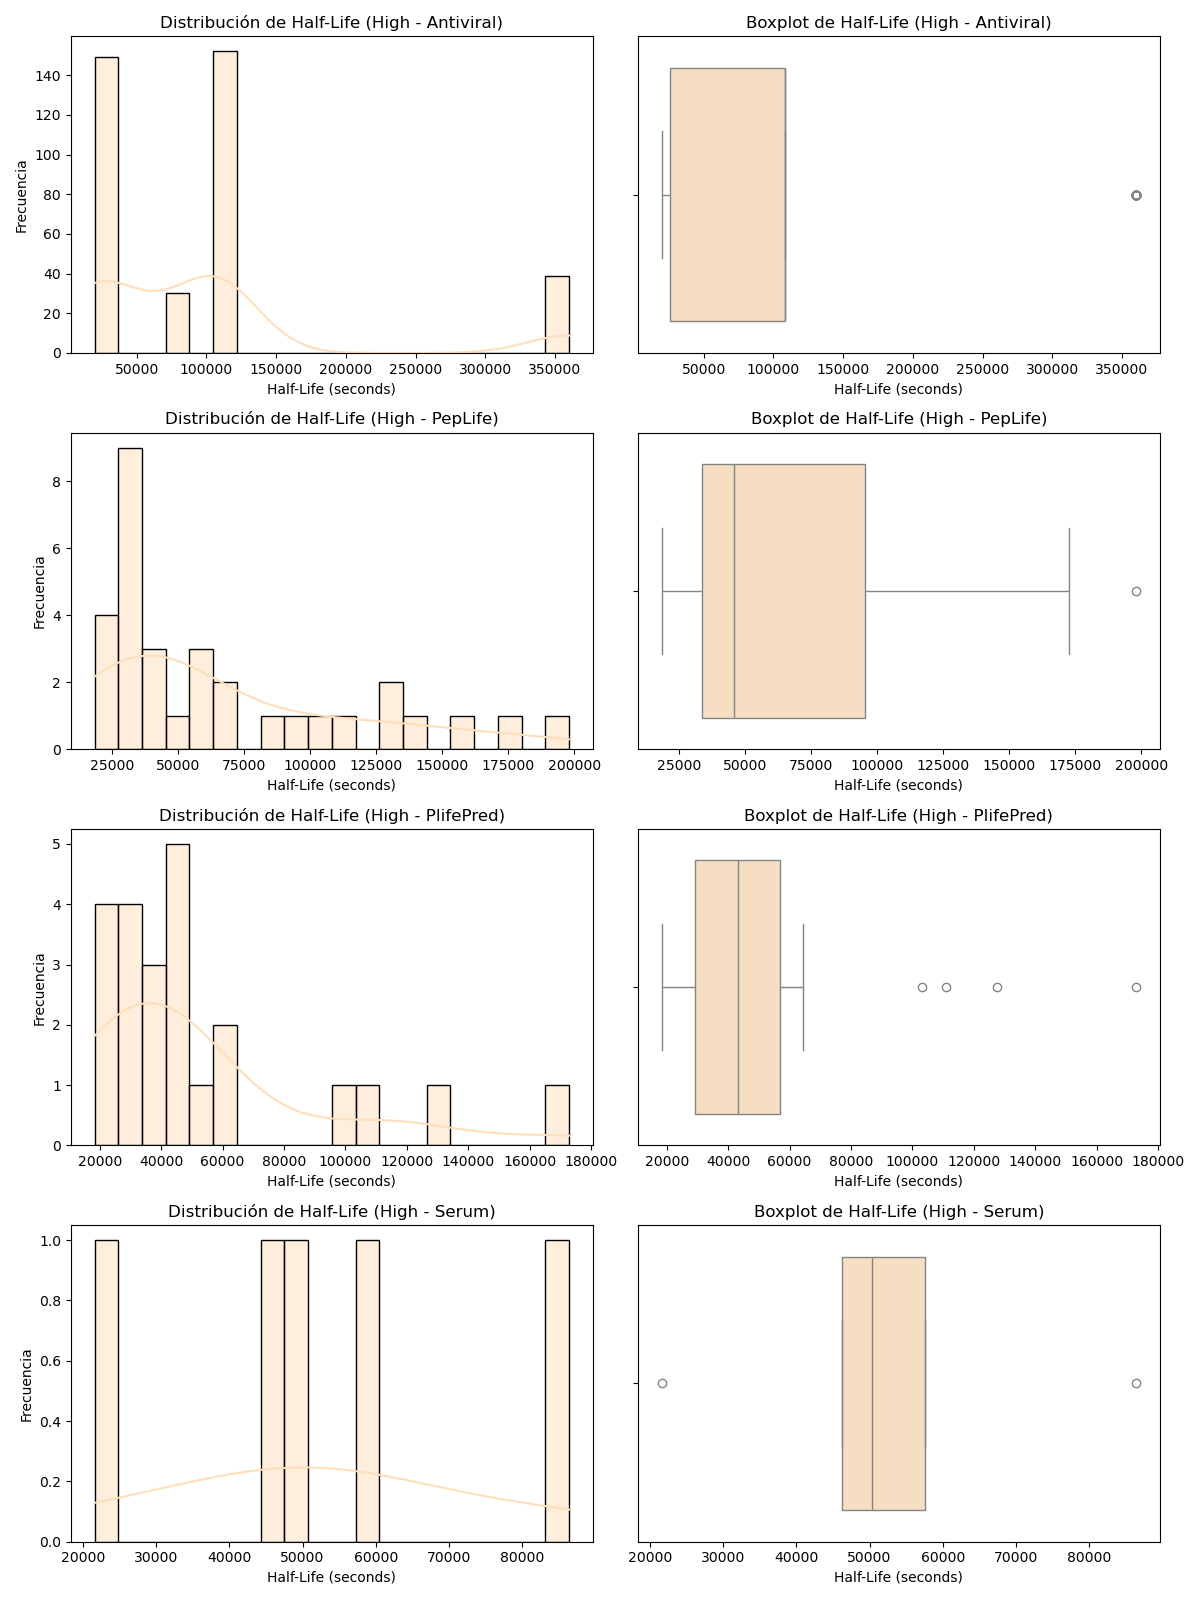 Distribución de Half-Life (High - Antiviral)
Boxplot de Half-Life (High - Antiviral)
140
120
100
80
60
40
20
0
Frecuencia
50000 100000 150000 200000 250000 300000 350000
Half-Life (seconds)
50000 100000 150000 200000 250000 300000 350000
Half-Life (seconds)
Distribución de Half-Life (High - PepLife)
Boxplot de Half-Life (High - PepLife)
8
6
4
2
0
Frecuencia
25000 50000 75000 100000 125000 150000 175000 200000
Half-Life (seconds)
25000 50000 75000 100000 125000 150000 175000 200000
Half-Life (seconds)
Distribución de Half-Life (High - PlifePred)
Boxplot de Half-Life (High - PlifePred)
5
4
3
2
1
0
Frecuencia
20000 40000 60000 80000 100000 120000 140000 160000 180000
Half-Life (seconds)
20000 40000 60000 80000 100000 120000 140000 160000 180000
Half-Life (seconds)
Distribución de Half-Life (High - Serum)
Boxplot de Half-Life (High - Serum)
1.0
0.8
0.6
0.4
0.2
0.0
Frecuencia
20000 30000 40000 50000 60000 70000 80000
Half-Life (seconds)
20000 30000 40000 50000 60000 70000 80000
Half-Life (seconds)